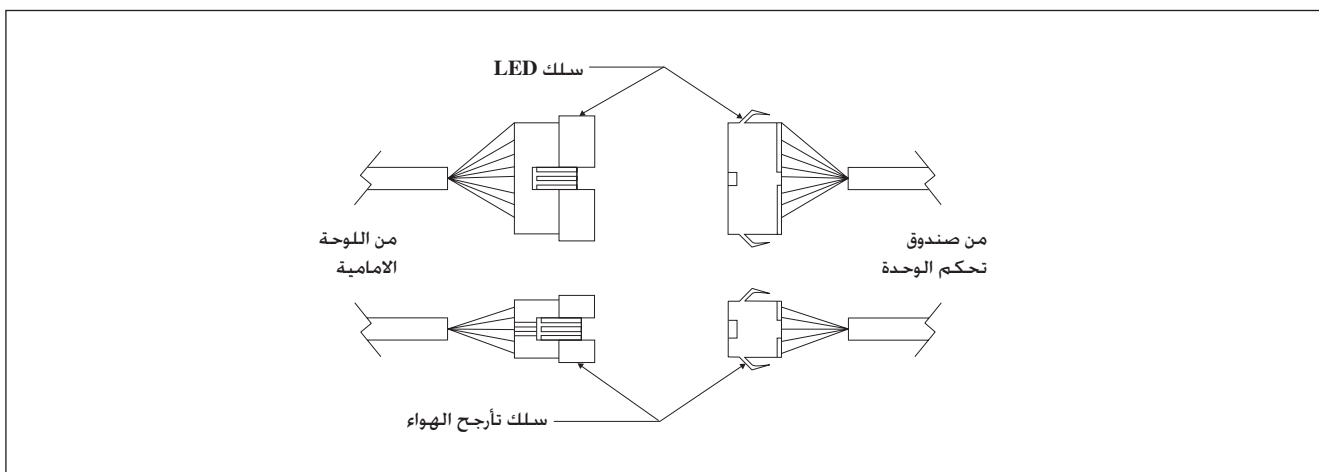 سلك LED
من صندوق
تحكم الوحدة
من اللوحة
الامامية
سلك تأرجح الهواء